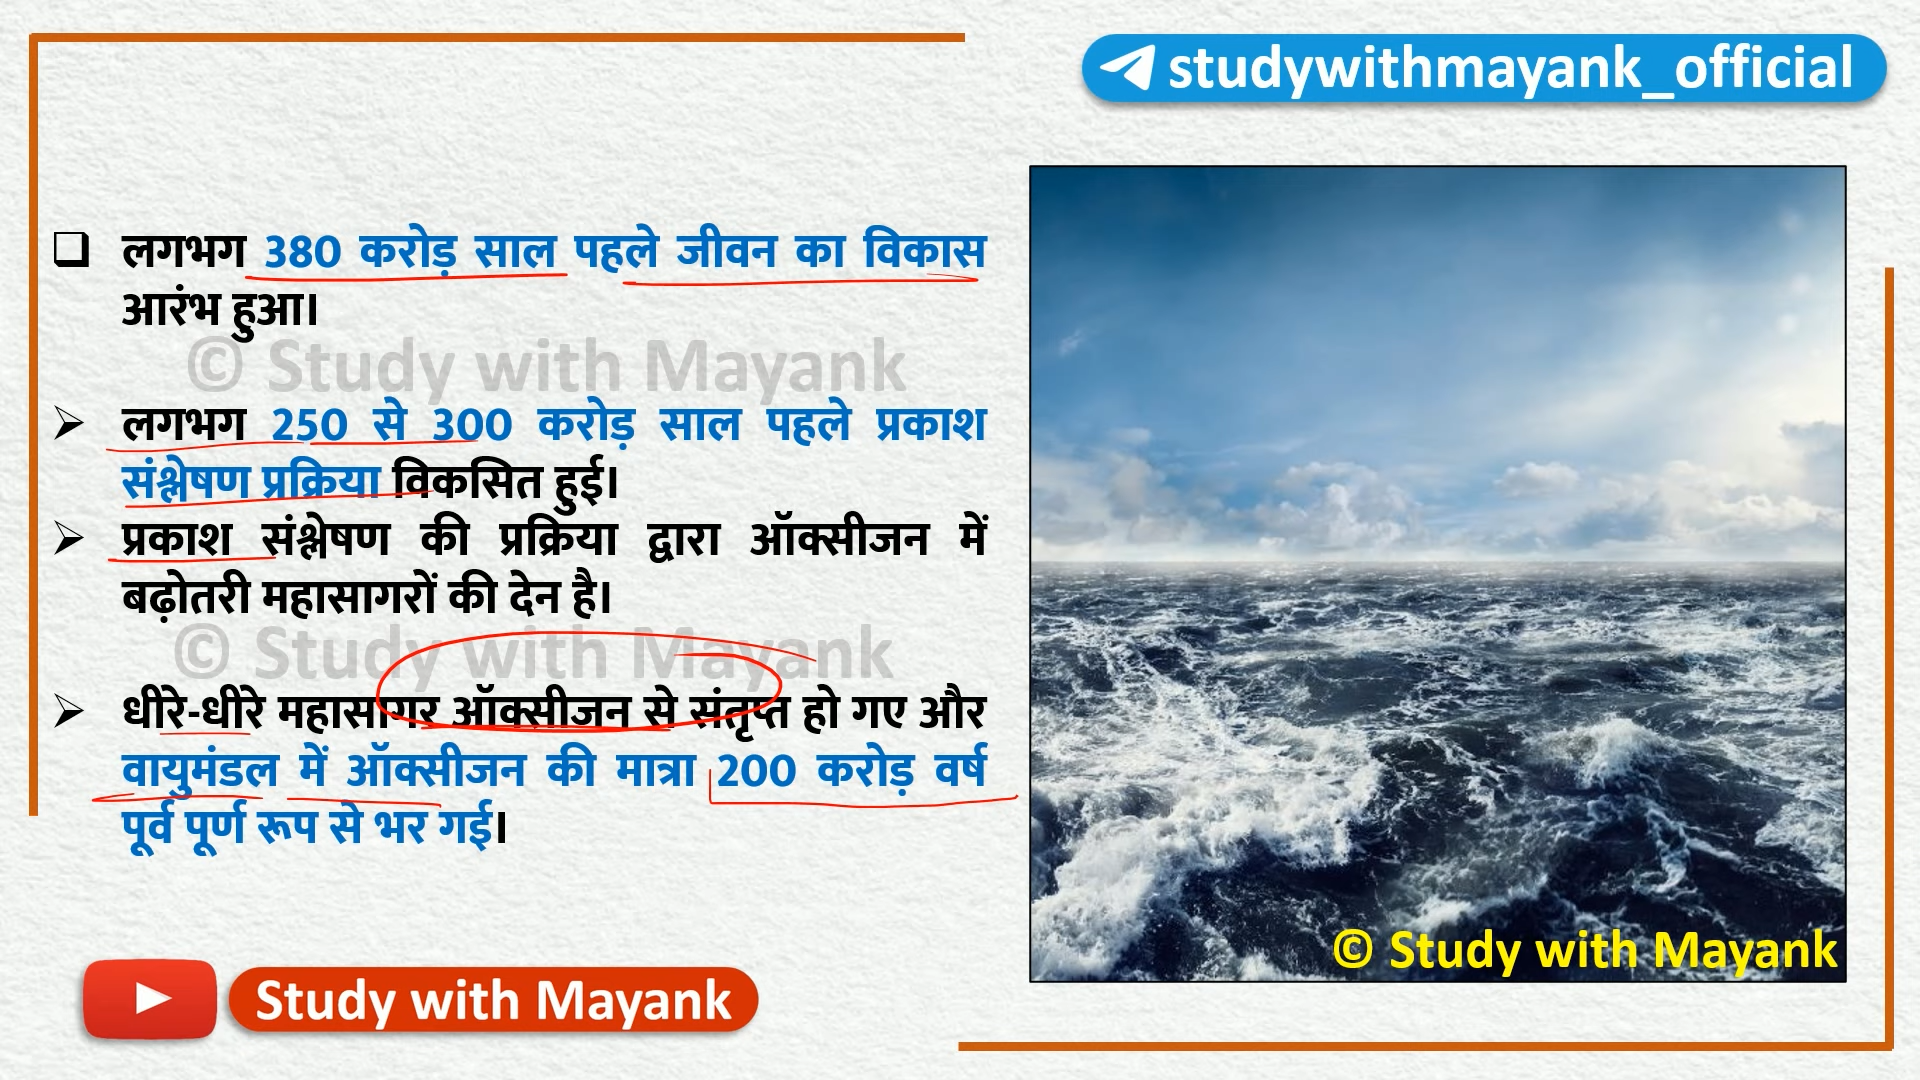 studywithmayank_official
लगभग 380 करोड़ साल पहले जीवन का विकास
आरंभ हुआ।
© Study with Mayank
लगभग 250 से 300 करोड़ साल पहले प्रकाश
संश्लेषण प्रक्रिया विकसित हुई।
प्रकाश संश्लेषण की प्रक्रिया द्वारा ऑक्सीजन में
बढ़ोतरी महासागरों की देन है।
© Study with Mayank
धीरे-धीरे महासागर ऑक्सीजन से संतृप्त हो गए और
वायुमंडल में ऑक्सीजन की मात्रा 200 करोड़ वर्ष
पूर्व पूर्ण रूप से भर गई।
© Study with Mayank
Study with Mayank